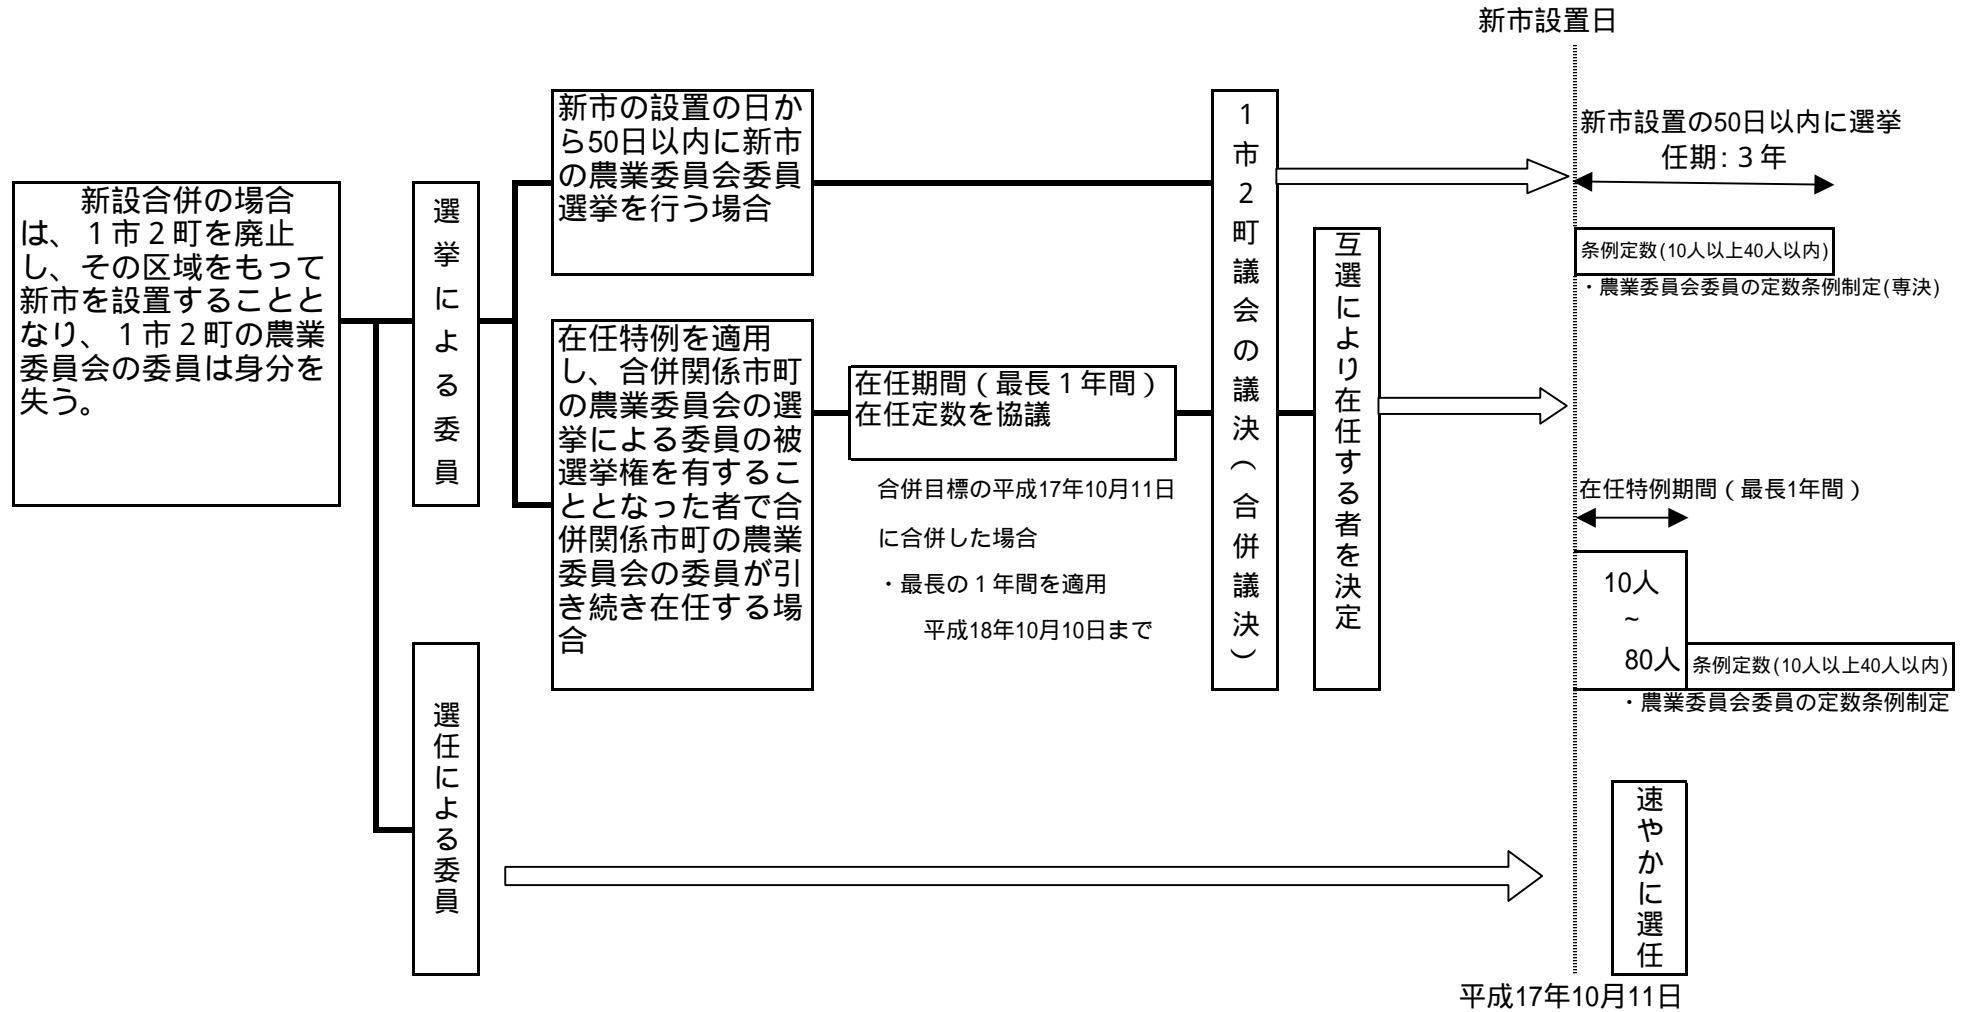 新市設置日
新設合併の場合
は、１市２町を廃止
し、その区域をもって
新市を設置することと
なり、１市２町の農業
委員会の委員は身分を
失う。
選挙による委員
選任による委員
新市の設置の日か
ら50日以内に新市
の農業委員会委員
選挙を行う場合
在任特例を適用
し、合併関係市町
の農業委員会の選
挙による委員の被
選挙権を有するこ
ととなった者で合
併関係市町の農業
委員会の委員が引
き続き在任する場
合
在任期間（最長１年間）
在任定数を協議
合併目標の平成17年10月11日
に合併した場合
・最長の１年間を適用
平成18年10月10日まで
１市２町議会の議決（合併議決）
互選により在任する者を決定
新市設置の50日以内に選挙
任期：３年
条例定数(10人以上40人以内)
・農業委員会委員の定数条例制定(専決)
在任特例期間（最長1年間）
10人
~
80人
条例定数(10人以上40人以内)
・農業委員会委員の定数条例制定
速やかに選任
平成17年10月11日